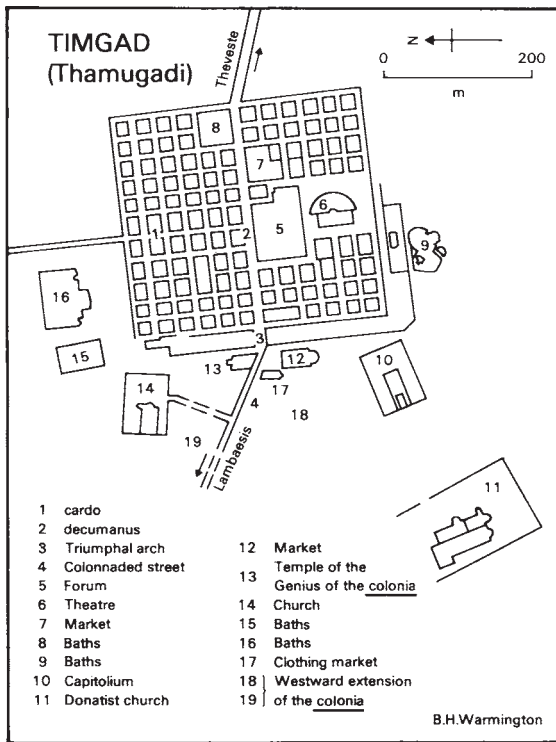 TIMGAD
(Thamugadi)
Theveste
N
0 200
m
8
7
6
1
2
5
9
16
3
15
13
12
10
14
17
4
18
19
Lambaesis
11
1 cardo
2 decumanus
3 Triumphal arch
4 Colonnaded street
5 Forum
6 Theatre
7 Market
8 Baths
9 Baths
10 Capitolium
11 Donatist church
12 Market
13 Temple of the
Genius of the colonia
14 Church
15 Baths
16 Baths
17 Clothing market
18 Westward extension
19 of the colonia
B.H.Warmington